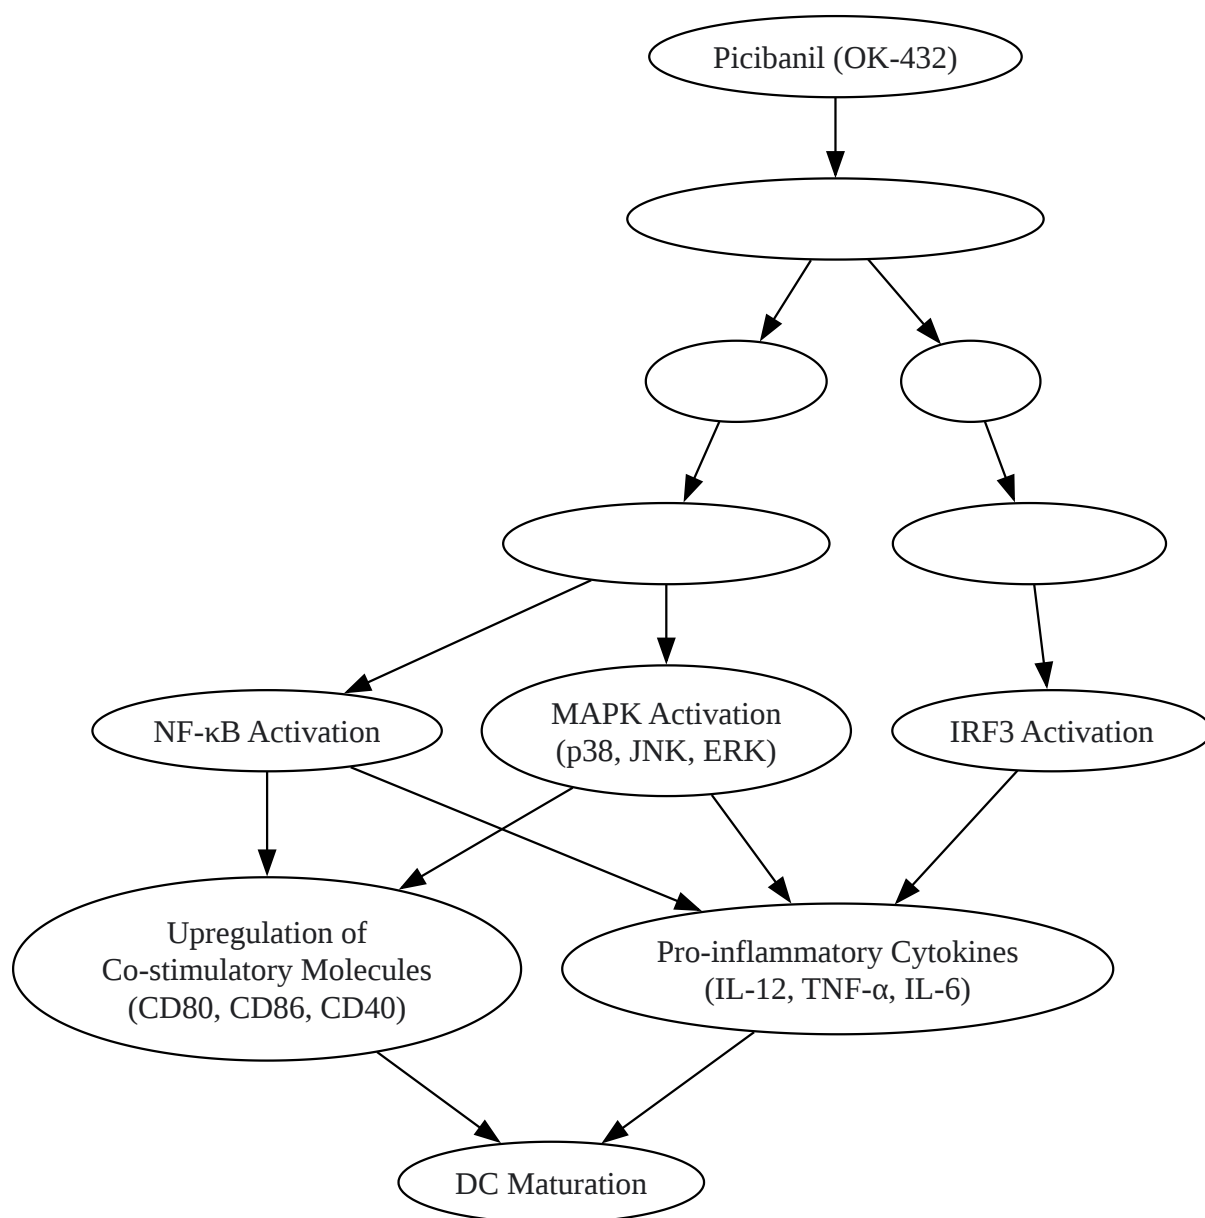 Picibanil (OK-432)
NF-κB Activation
MAPK Activation
(p38, JNK, ERK)
IRF3 Activation
Upregulation of
Co-stimulatory Molecules
(CD80, CD86, CD40)
Pro-inflammatory Cytokines
(IL-12, TNF-α, IL-6)
DC Maturation